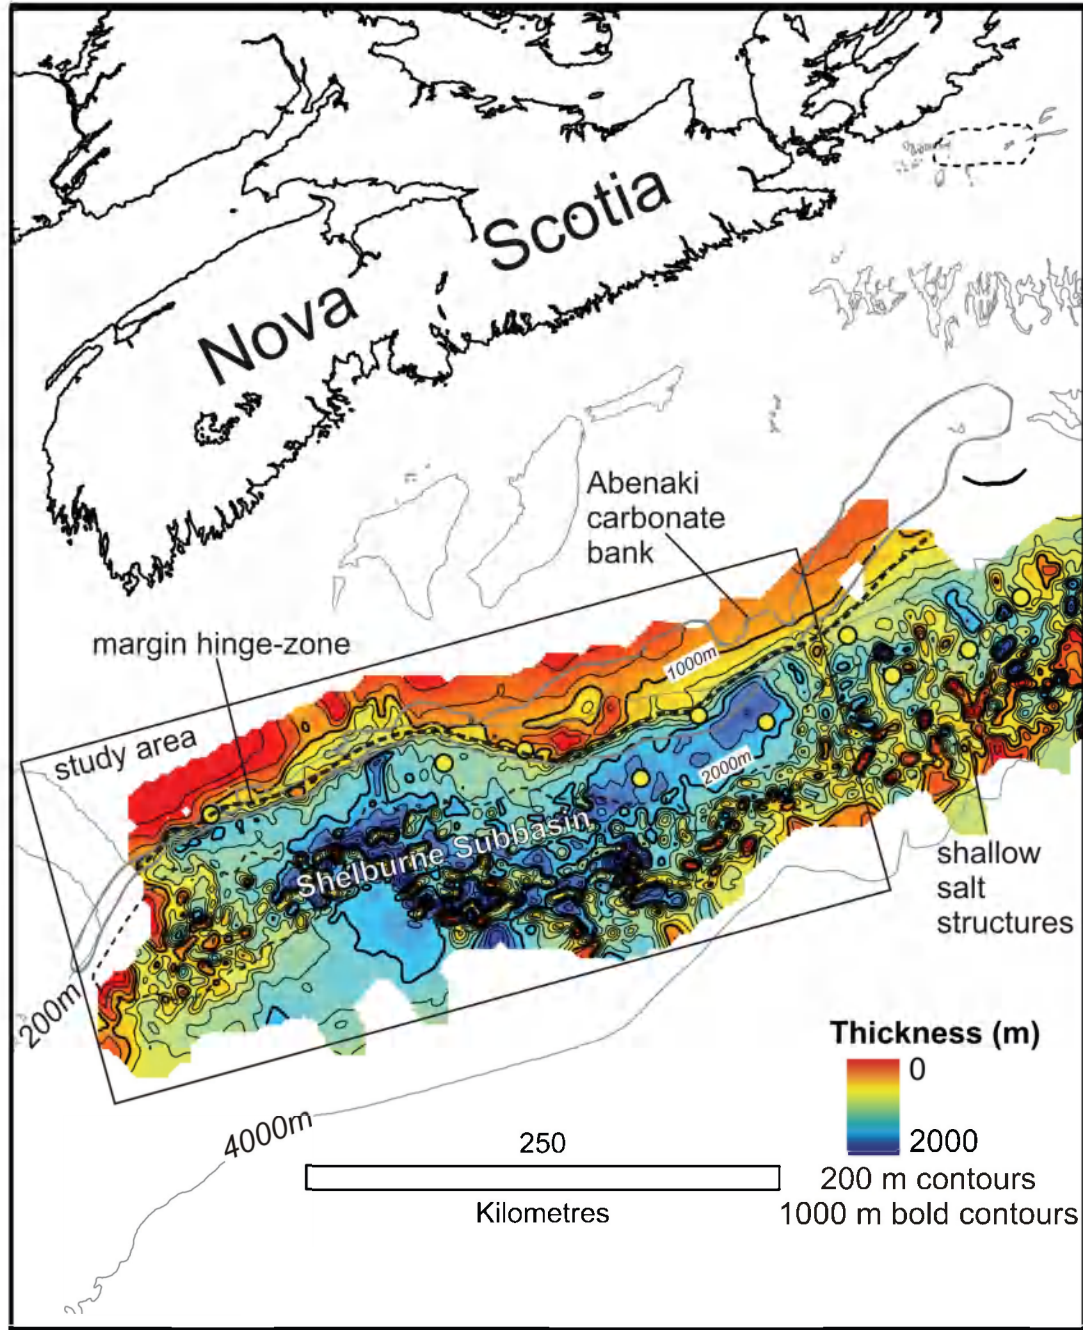 Nova
Scotia
Abenaki
carbonate
bank
margin hinge-zone
1000m
study area
2000m
Shelburne Subbasin
shallow
salt
structures
200m
Thickness (m)
0
2000
4000m
250
Kilometres
200 m contours
1000 m bold contours